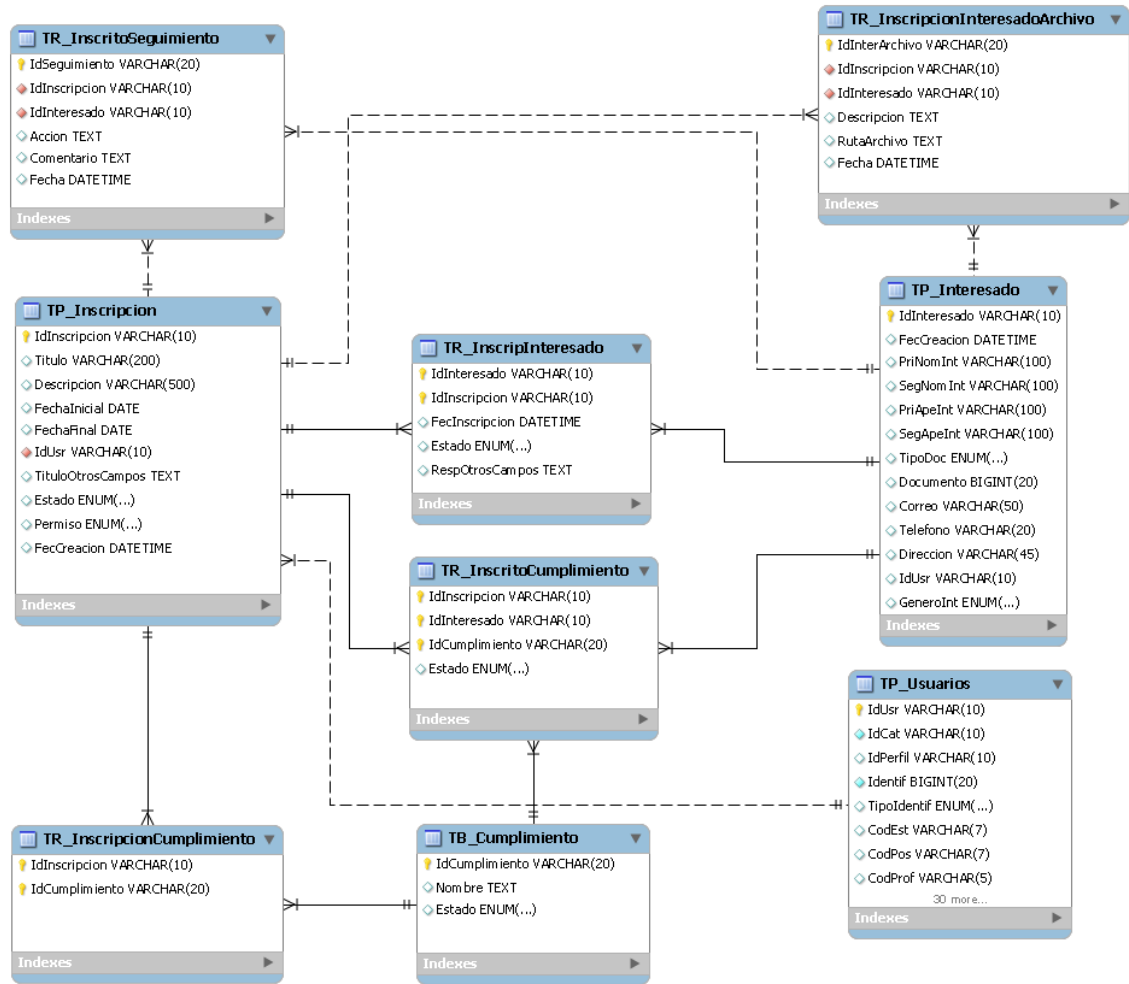 TR_InscritoSeguimiento
IdSeguimiento VARCHAR(20)
IdInscripcion VARCHAR(10)
IdInteresado VARCHAR(10)
Accion TEXT
Comentario TEXT
Fecha DATETIME
Indexes
TR_InscripcionInteresadoArchivo
IdInterArchivo VARCHAR(20)
IdInscripcion VARCHAR(10)
IdInteresado VARCHAR(10)
Descripcion TEXT
RutaArchivo TEXT
Fecha DATETIME
Indexes
TP_Inscripcion
IdInscripcion VARCHAR(10)
Titulo VARCHAR(200)
Descripcion VARCHAR(500)
FechaInicial DATE
FechaFinal DATE
IdUsr VARCHAR(10)
TituloOtrosCampos TEXT
Estado ENUM(...)
Permiso ENUM(...)
FecCreacion DATETIME
Indexes
TR_InscripInteresado
IdInteresado VARCHAR(10)
IdInscripcion VARCHAR(10)
FecInscripcion DATETIME
Estado ENUM(...)
RespOtrosCampos TEXT
Indexes
TP_Interesado
IdInteresado VARCHAR(10)
FecCreacion DATETIME
PriNomInt VARCHAR(100)
SegNomInt VARCHAR(100)
PriApeInt VARCHAR(100)
SegApeInt VARCHAR(100)
TipoDoc ENUM(...)
Documento BIGINT(20)
Correo VARCHAR(50)
Telefono VARCHAR(20)
Direccion VARCHAR(45)
IdUsr VARCHAR(10)
GeneroInt ENUM(...)
Indexes
TR_InscritoCumplimiento
IdInscripcion VARCHAR(10)
IdInteresado VARCHAR(10)
IdCumplimiento VARCHAR(20)
Estado ENUM(...)
Indexes
TP_Usuarios
IdUsr VARCHAR(10)
IdCat VARCHAR(10)
IdPerfil VARCHAR(10)
Identif BIGINT(20)
TipoIdentif ENUM(...)
CodEst VARCHAR(7)
CodPos VARCHAR(7)
CodProf VARCHAR(5)
30 more...
Indexes
TR_InscripcionCumplimiento
IdInscripcion VARCHAR(10)
IdCumplimiento VARCHAR(20)
Indexes
TB_Cumplimiento
IdCumplimiento VARCHAR(20)
Nombre TEXT
Estado ENUM(...)
Indexes